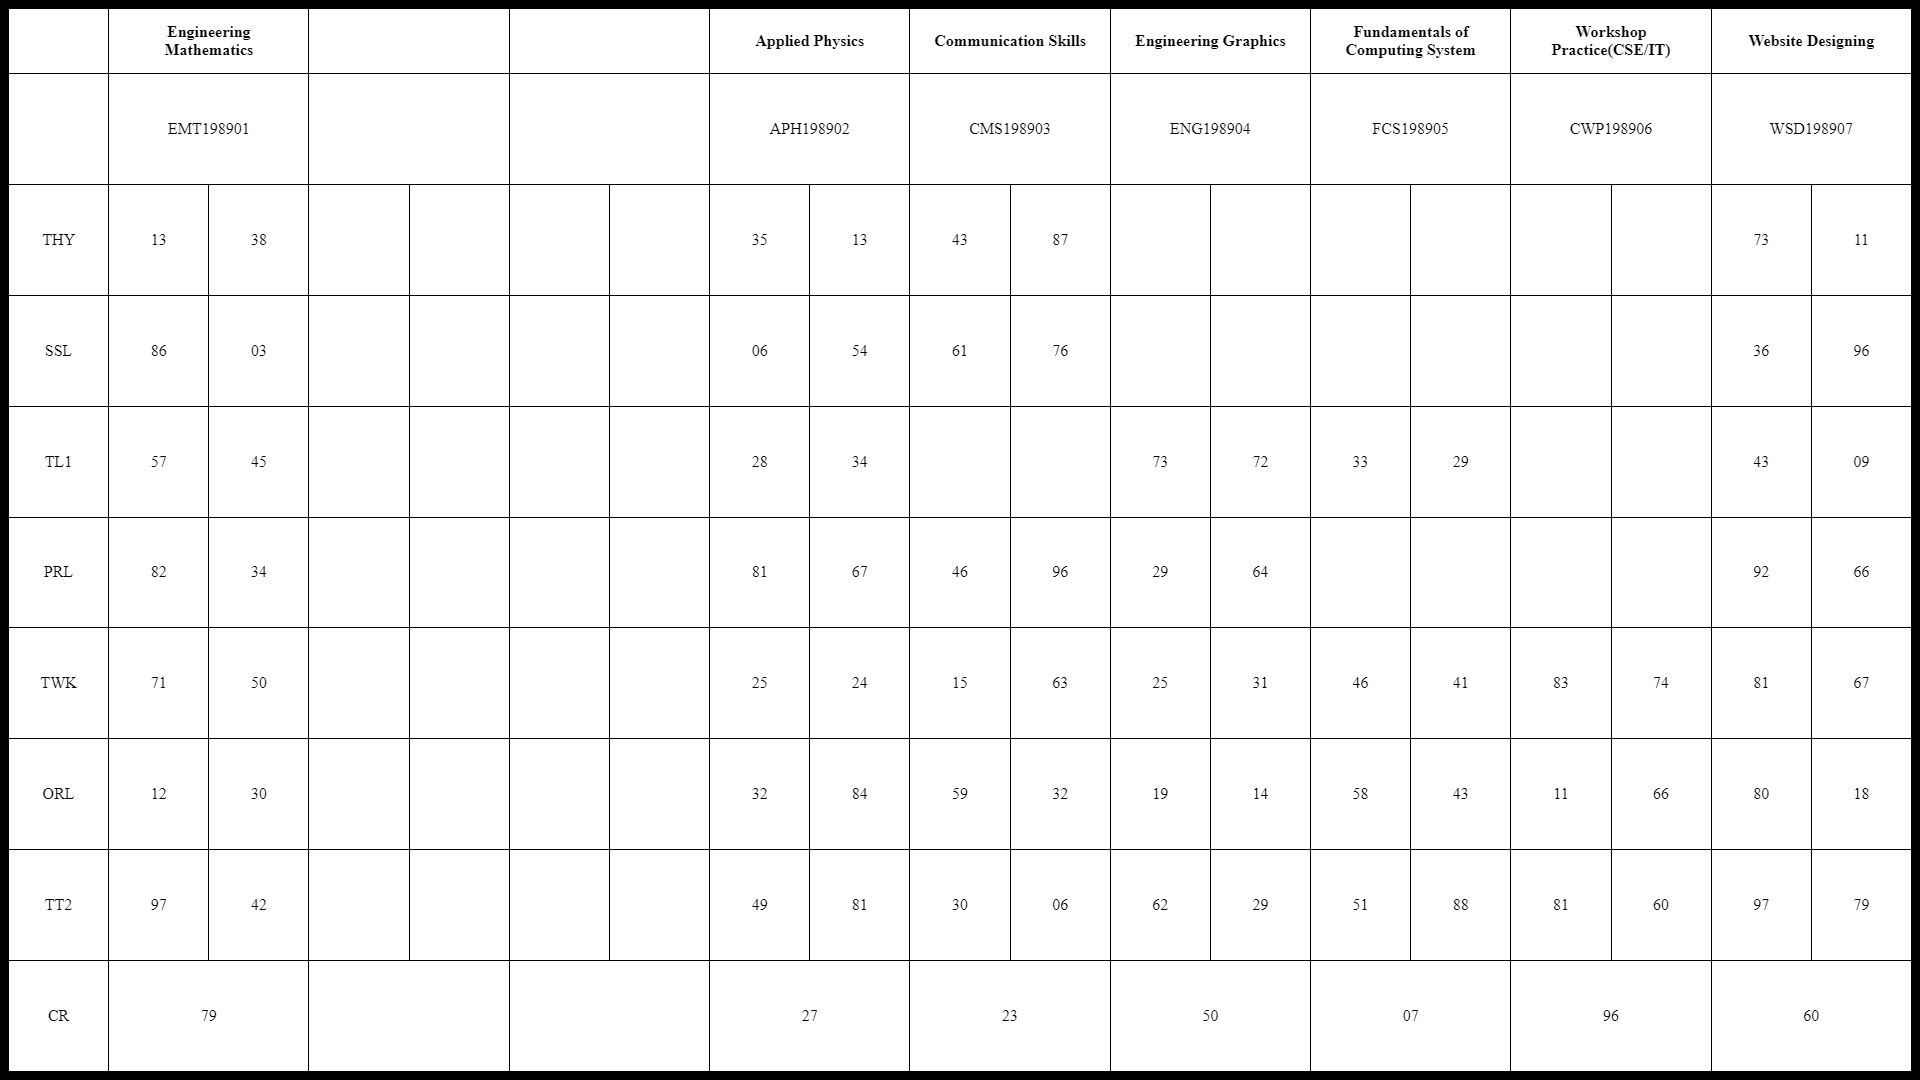 Engineering Mathematics Applied Physics Communication Skills Engineering Graphics Fundamentals of Computing System Workshop Practice(CSE/IT) Website Designing
EMT198901 APH198902 CMS198903 ENG198904 FCS198905 CWP198906 WSD198907
THY 13 38 35 13 43 87 73 11
SSL 86 03 06 54 61 76 36 96
TL1 57 45 28 34 73 72 33 29 43 09
PRL 82 34 81 67 46 96 29 64 92 66
TWK 71 50 25 24 15 63 25 31 46 41 83 74 81 67
ORL 12 30 32 84 59 32 19 14 58 43 11 66 80 18
TT2 97 42 49 81 30 06 62 29 51 88 81 60 97 79
CR 79 27 23 50 07 96 60